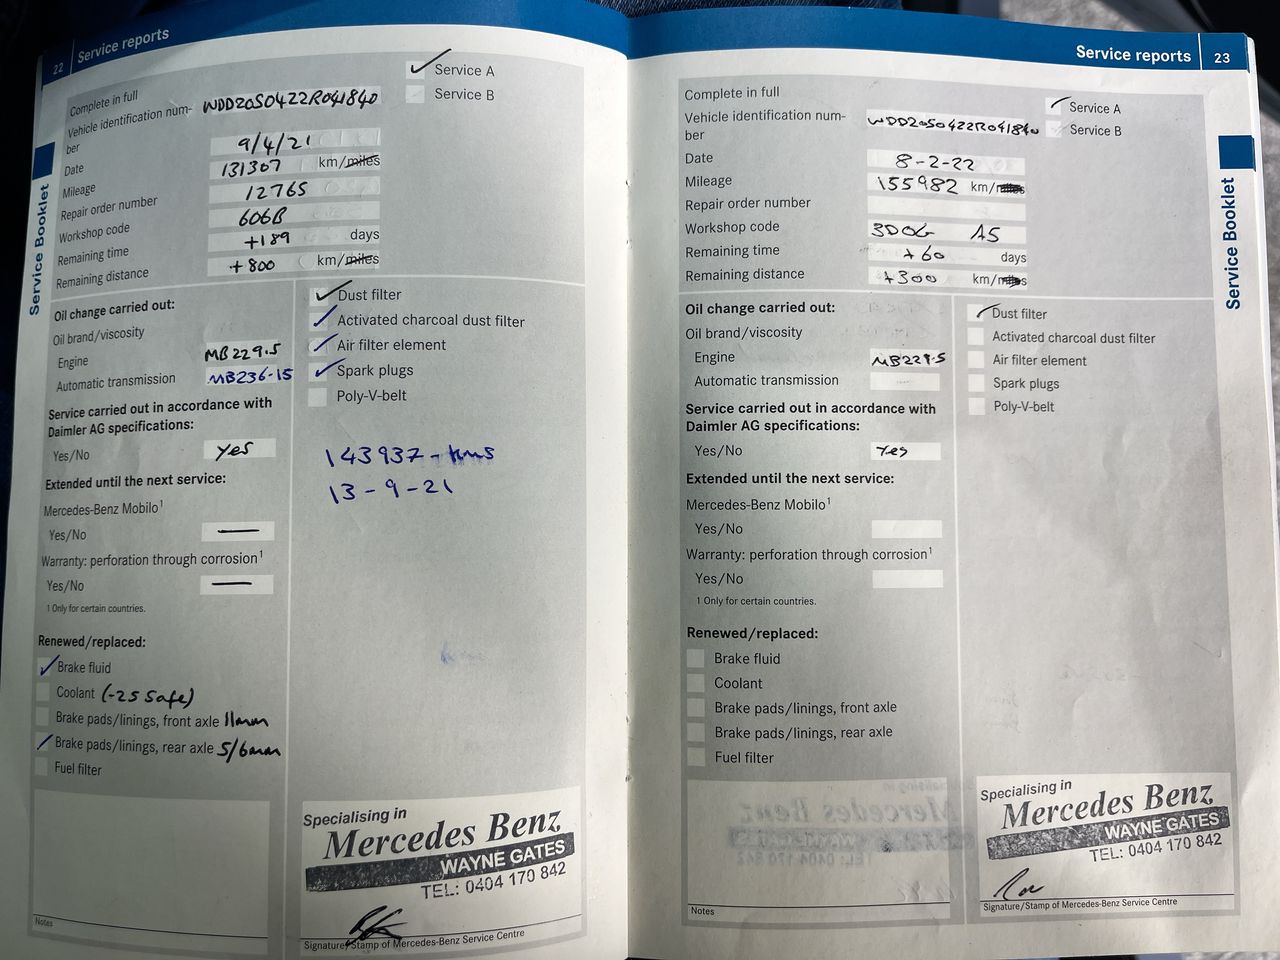 22 Service reports
Service Booklet
✓ Service A
Service B
Complete in full
Vehicle identification num-
ber WDD2050422R041840
Date 9/4/21
Mileage 131307 km/miles
Repair order number 12765
Workshop code 606B
Remaining time +189 days
Remaining distance +800 km/miles
Oil change carried out:
Oil brand/viscosity
Engine MB229.5
Automatic transmission MB236-15
Service carried out in accordance with
Daimler AG specifications:
Yes/No Yes
Extended until the next service:
Mercedes-Benz Mobilo¹
Yes/No —
Warranty: perforation through corrosion¹
Yes/No —
1 Only for certain countries.
Renewed/replaced:
✓ Brake fluid
Coolant (-25 safe)
Brake pads/linings, front axle 11mm
✓ Brake pads/linings, rear axle 5/6mm
Fuel filter
Notes
✓ Dust filter
✓ Activated charcoal dust filter
✓ Air filter element
✓ Spark plugs
Poly-V-belt
143937-kms
13-9-21
Specialising in
Mercedes Benz
WAYNE GATES
TEL: 0404 170 842
Signature/Stamp of Mercedes-Benz Service Centre
Service reports 23
Service Booklet
✓ Service A
Service B
Complete in full
Vehicle identification num-
ber WDD2050422R041840
Date 8-2-22
Mileage 155982 km/miles
Repair order number
Workshop code 3DOG A5
Remaining time +60 days
Remaining distance +300 km/miles
Oil change carried out:
Oil brand/viscosity
Engine MB229.5
Automatic transmission
Service carried out in accordance with
Daimler AG specifications:
Yes/No Yes
Extended until the next service:
Mercedes-Benz Mobilo¹
Yes/No
Warranty: perforation through corrosion¹
Yes/No
1 Only for certain countries.
Renewed/replaced:
Brake fluid
Coolant
Brake pads/linings, front axle
Brake pads/linings, rear axle
Fuel filter
Notes
✓ Dust filter
Activated charcoal dust filter
Air filter element
Spark plugs
Poly-V-belt
Specialising in
Mercedes Benz
WAYNE GATES
TEL: 0404 170 842
Signature/Stamp of Mercedes-Benz Service Centre